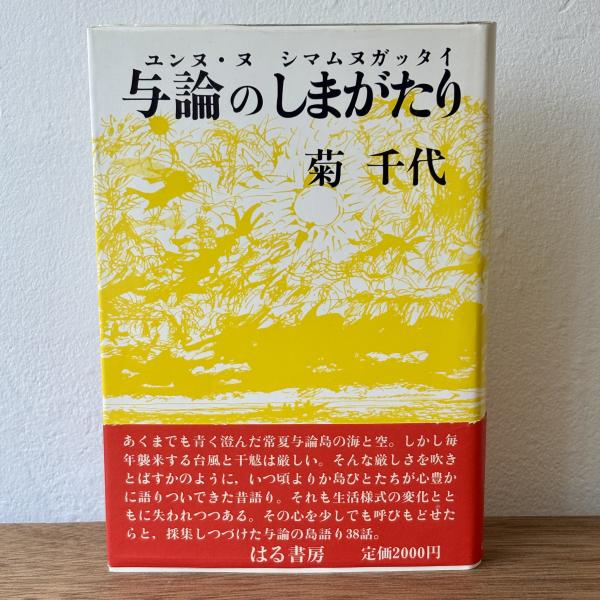 ユンヌ・ヌ シマムヌガッタイ
与論のしまがたり
菊 千代
あくまでも青く澄んだ常夏与論島の海と空。しかし毎
年襲来する台風と干魃は厳しい。そんな厳しさを吹き
とばすかのように、いつ頃よりか島びとたちが心豊か
に語りついできた昔語り。それも生活様式の変化とと
もに失われつつある。その心を少しでも呼びもどせた
らと、採集しつづけた与論の島語り38話。
はる書房 定価2000円